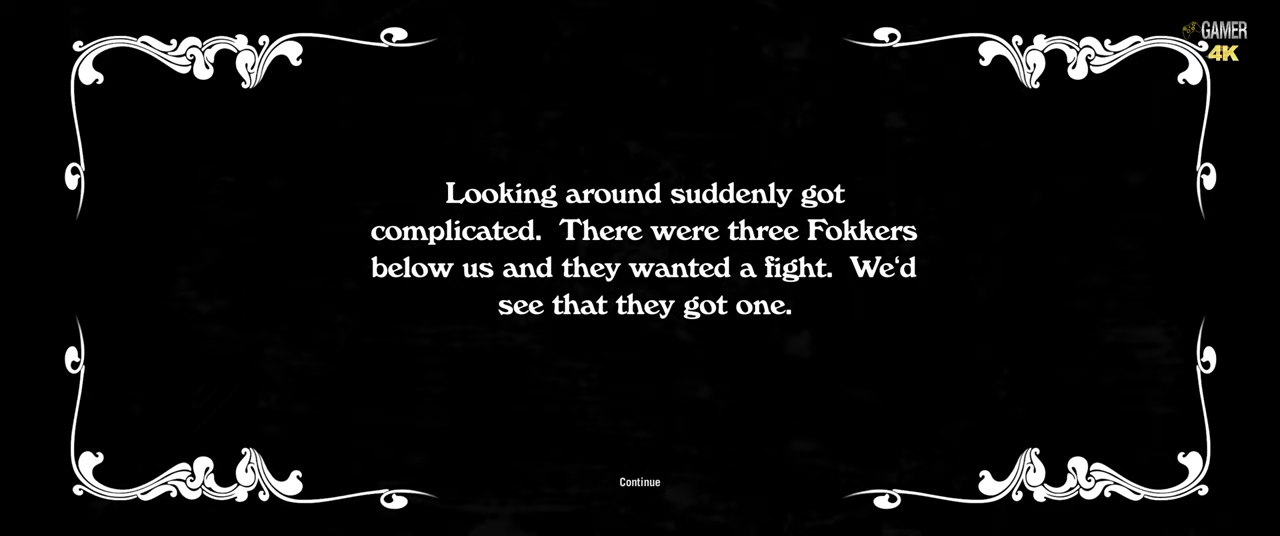 GAMER
4K
Looking around suddenly got
complicated.  There were three Fokkers
below us and they wanted a fight.  We‘d
see that they got one.
Continue